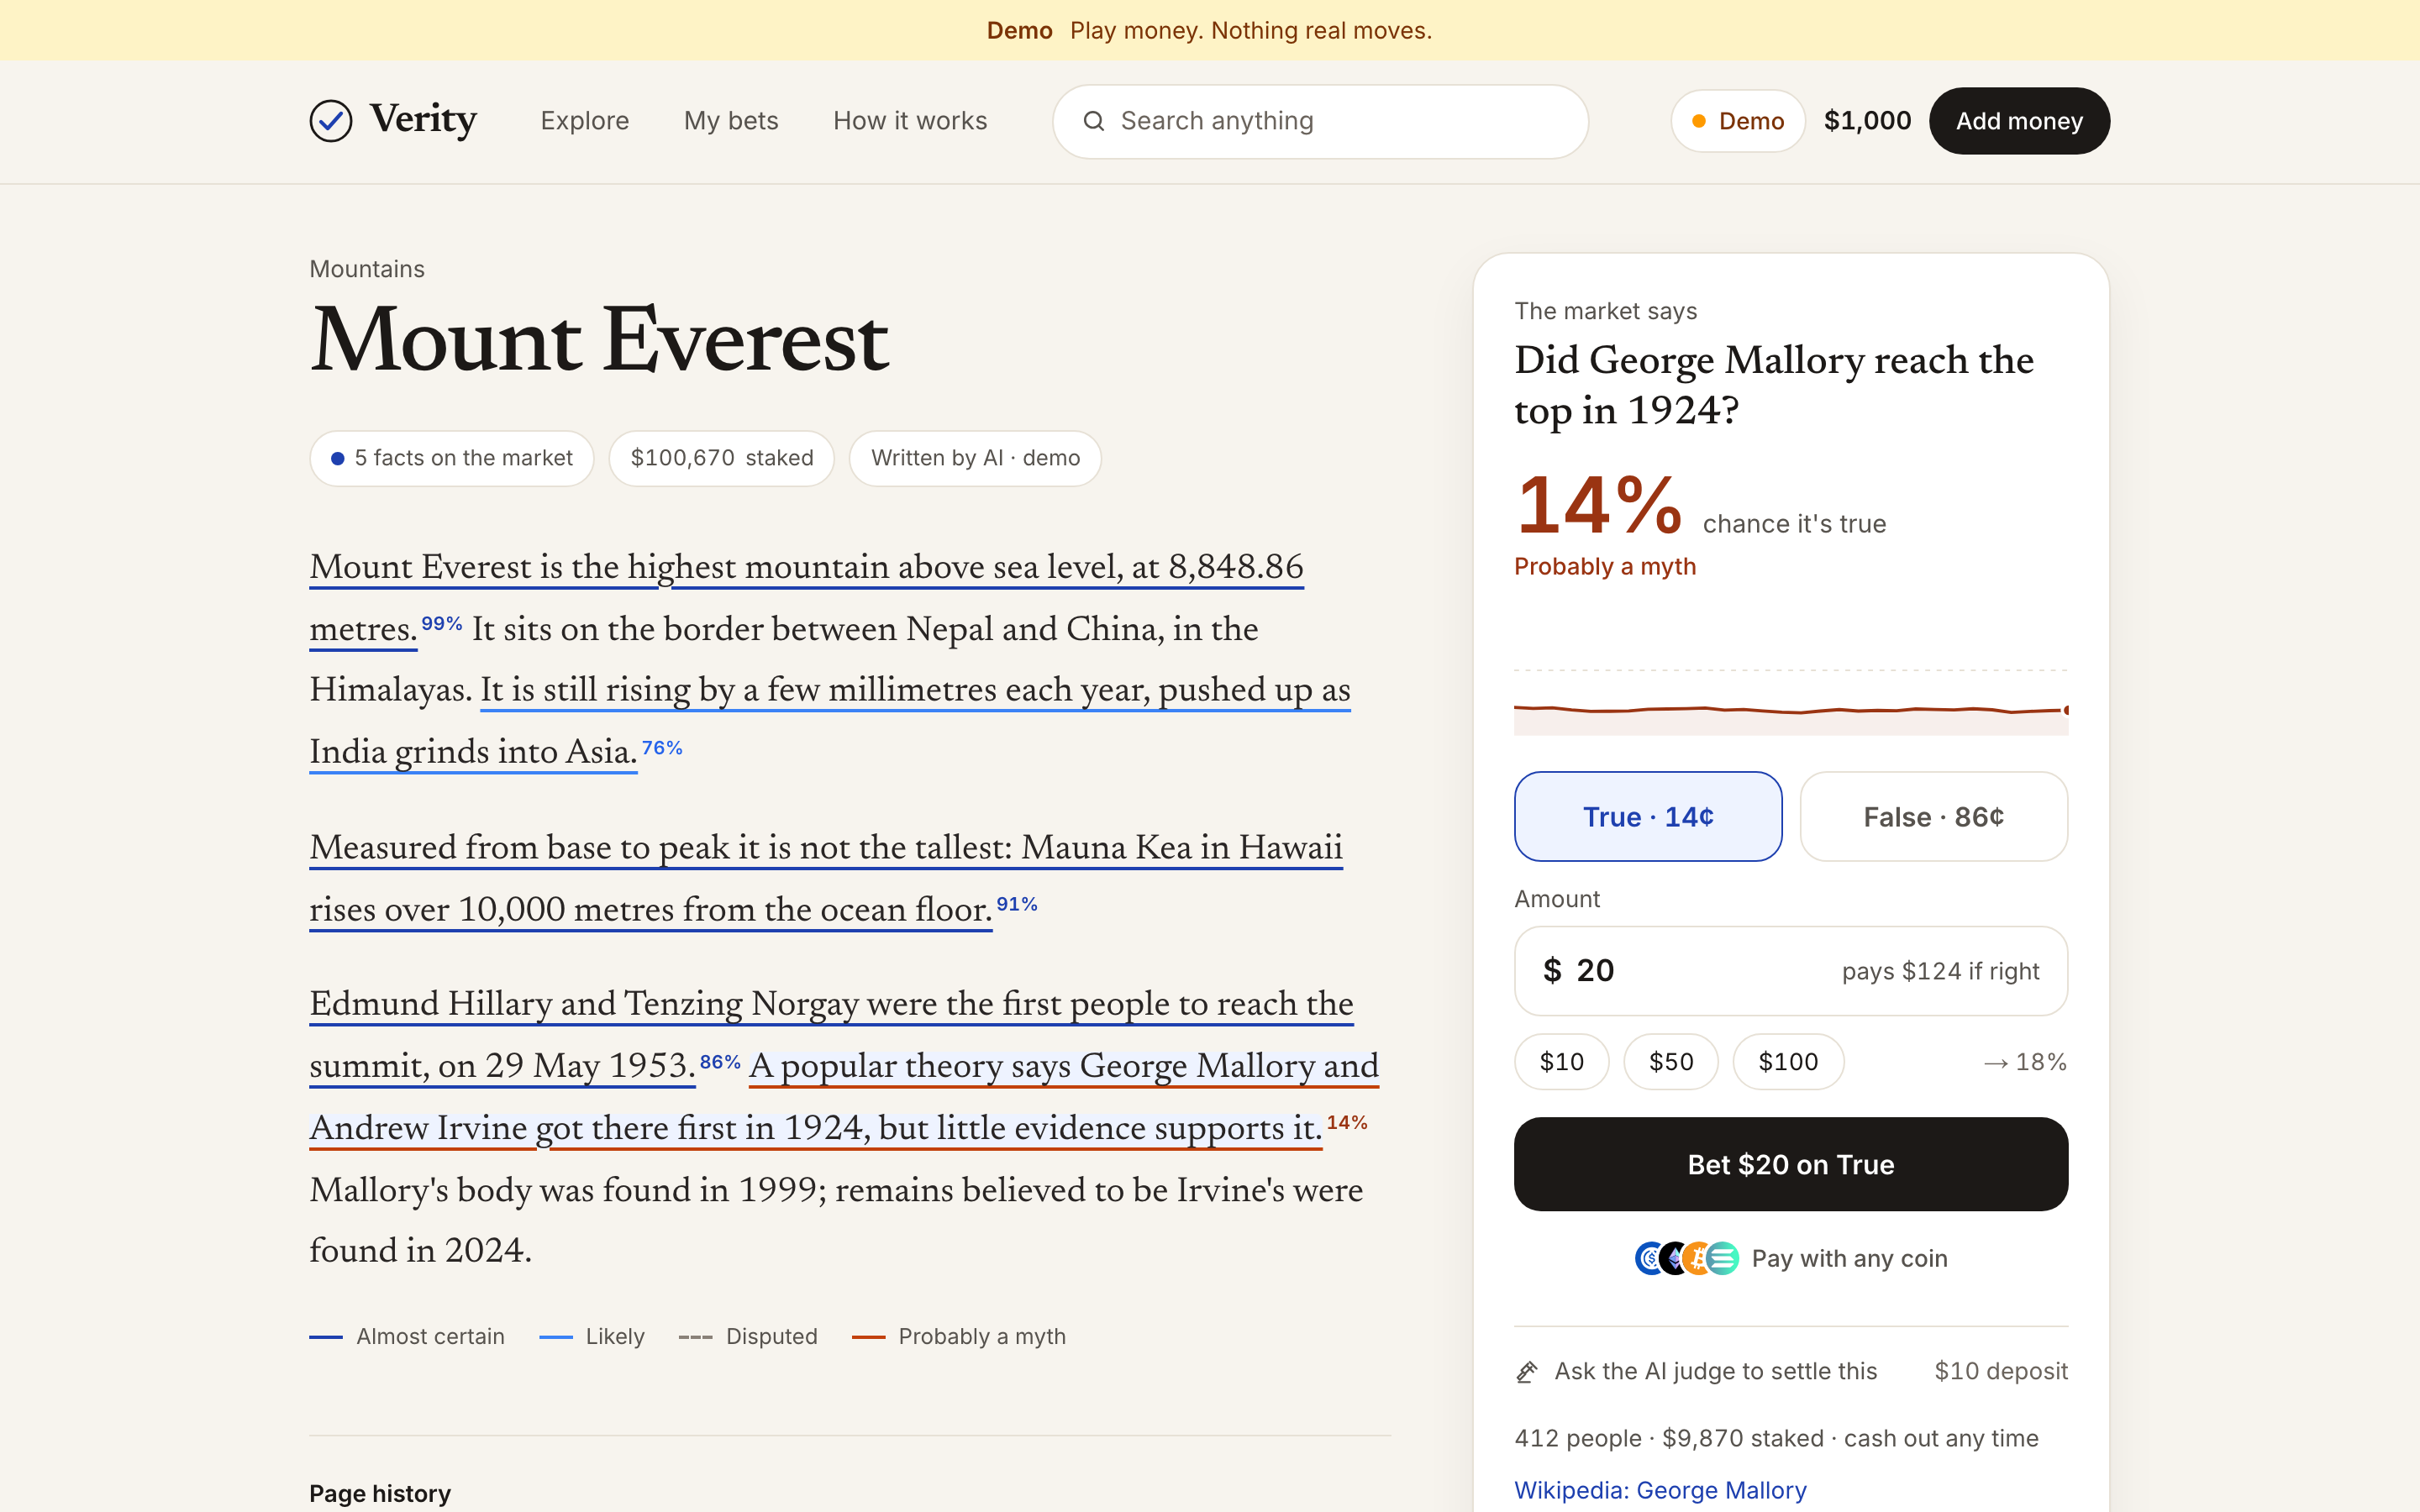 Demo Play money. Nothing real moves.
Verity
Explore
My bets
How it works
Search anything
Demo
$1,000
Add money
Mountains
Mount Everest
5 facts on the market
$100,670 staked
Written by AI · demo
Mount Everest is the highest mountain above sea level, at 8,848.86
metres. 99% It sits on the border between Nepal and China, in the
Himalayas. It is still rising by a few millimetres each year, pushed up as
India grinds into Asia. 76%
Measured from base to peak it is not the tallest: Mauna Kea in Hawaii
rises over 10,000 metres from the ocean floor. 91%
Edmund Hillary and Tenzing Norgay were the first people to reach the
summit, on 29 May 1953. 86% A popular theory says George Mallory and
Andrew Irvine got there first in 1924, but little evidence supports it. 14%
Mallory's body was found in 1999; remains believed to be Irvine's were
found in 2024.
Almost certain
Likely
Disputed
Probably a myth
Page history
The market says
Did George Mallory reach the
top in 1924?
14% chance it's true
Probably a myth
True · 14¢
False · 86¢
Amount
$ 20 pays $124 if right
$10
$50
$100
→ 18%
Bet $20 on True
Pay with any coin
Ask the AI judge to settle this
$10 deposit
412 people · $9,870 staked · cash out any time
Wikipedia: George Mallory